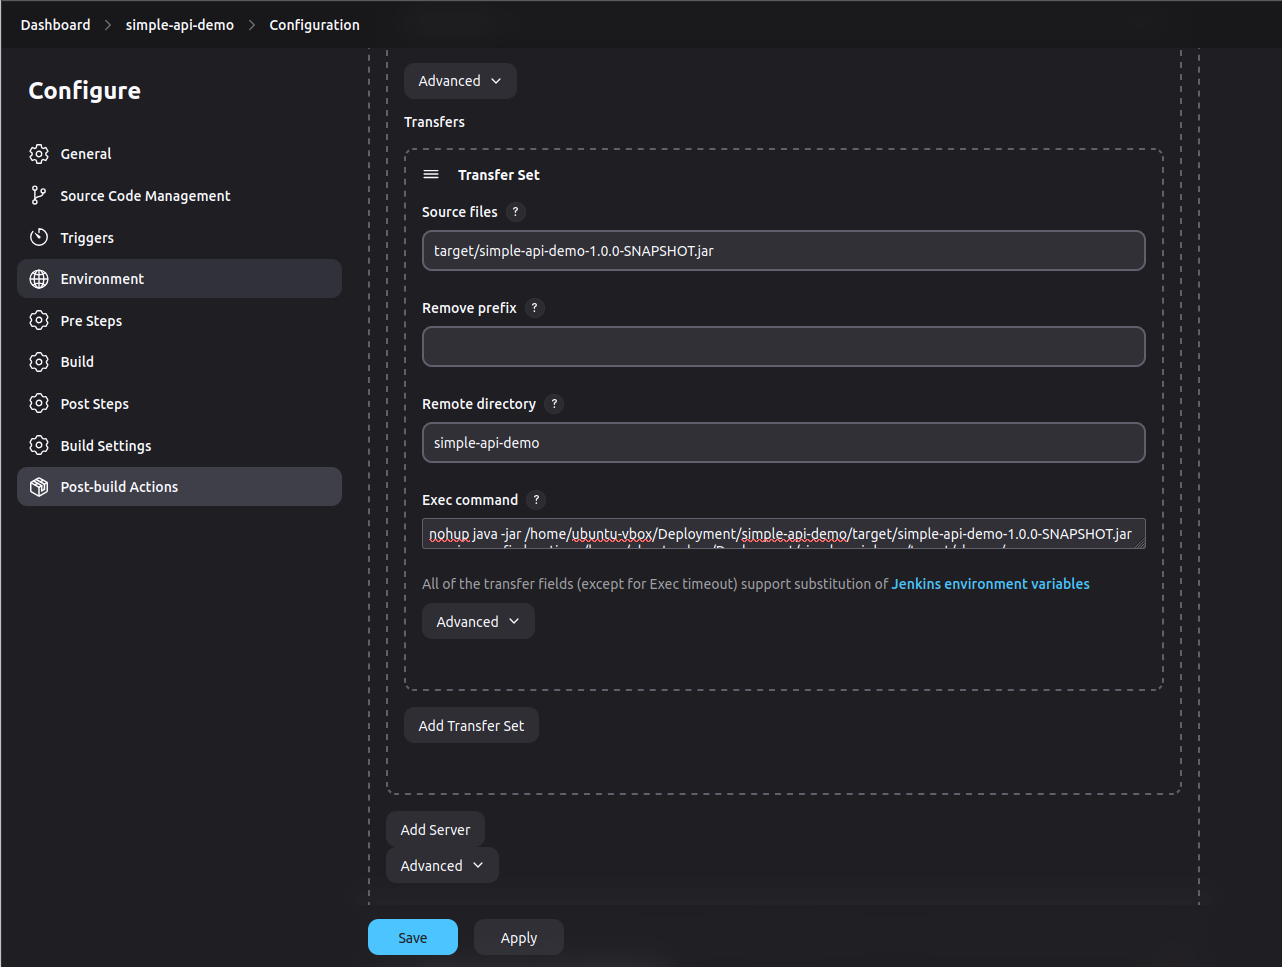 Dashboard > simple-api-demo > Configuration
Configure
General
Source Code Management
Triggers
Environment
Pre Steps
Build
Post Steps
Build Settings
Post-build Actions
Advanced
Transfers
Transfer Set
Source files ?
target/simple-api-demo-1.0.0-SNAPSHOT.jar
Remove prefix ?
Remote directory ?
simple-api-demo
Exec command ?
nohup java -jar /home/ubuntu-vbox/Deployment/simple-api-demo/target/simple-api-demo-1.0.0-SNAPSHOT.jar
All of the transfer fields (except for Exec timeout) support substitution of Jenkins environment variables
Advanced
Add Transfer Set
Add Server
Advanced
Save
Apply